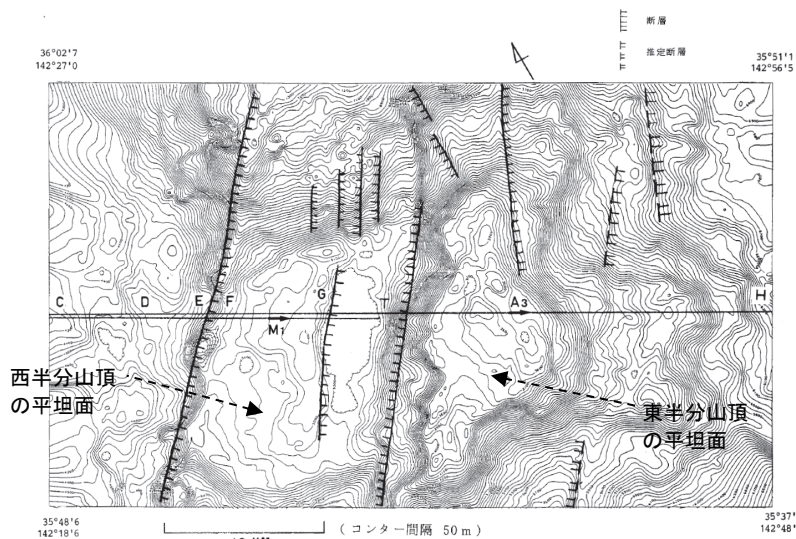 断層
推定断層
36°02'7
142°27'0
35°51'1
142°56'5
C
D
E
F
G
T
A3
H
M1
西半分山頂
の平坦面
東半分山頂
の平坦面
35°48'6
142°18'6
(コンター間隔 50m)
35°37'
142°48'